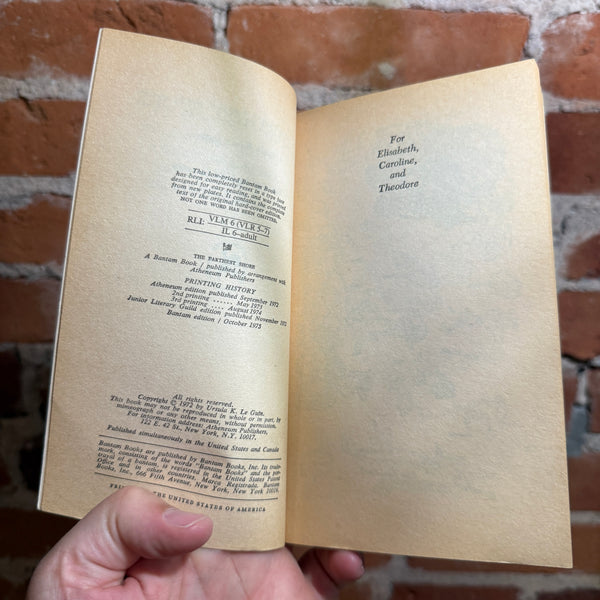 This low-priced Bantam Book
has been completely reset in a type face
designed for easy reading, and was printed
from new plates. It contains the complete
text of the original hard-cover edition.
NOT ONE WORD HAS BEEN OMITTED.
RLI: VLM 6 (VLR 5–7)
IL 6–adult
THE FARTHEST SHORE
A Bantam Book / published by arrangement with
Atheneum Publishers
PRINTING HISTORY
Atheneum edition published September 1972
2nd printing ...... May 1973
3rd printing .... August 1974
Junior Literary Guild edition published November 1972
Bantam edition / October 1975
All rights reserved.
Copyright © 1972 by Ursula K. Le Guin.
This book may not be reproduced in whole or in part, by
mimeograph or any other means, without permission.
For information address: Atheneum Publishers,
122 E. 42 St. New York, N.Y. 10017.
Published simultaneously in the United States and Canada
Bantam Books are published by Bantam Books, Inc. Its trade-
mark, consisting of the words "Bantam Books" and the por-
trayal of a bantam, is registered in the United States Patent
Office and in other countries. Marca Registrada. Bantam
Books, Inc. 666 Fifth Avenue, New York, N.Y. 10019.
THE UNITED STATES OF AMERICA
For
Elisabeth,
Caroline,
and
Theodora